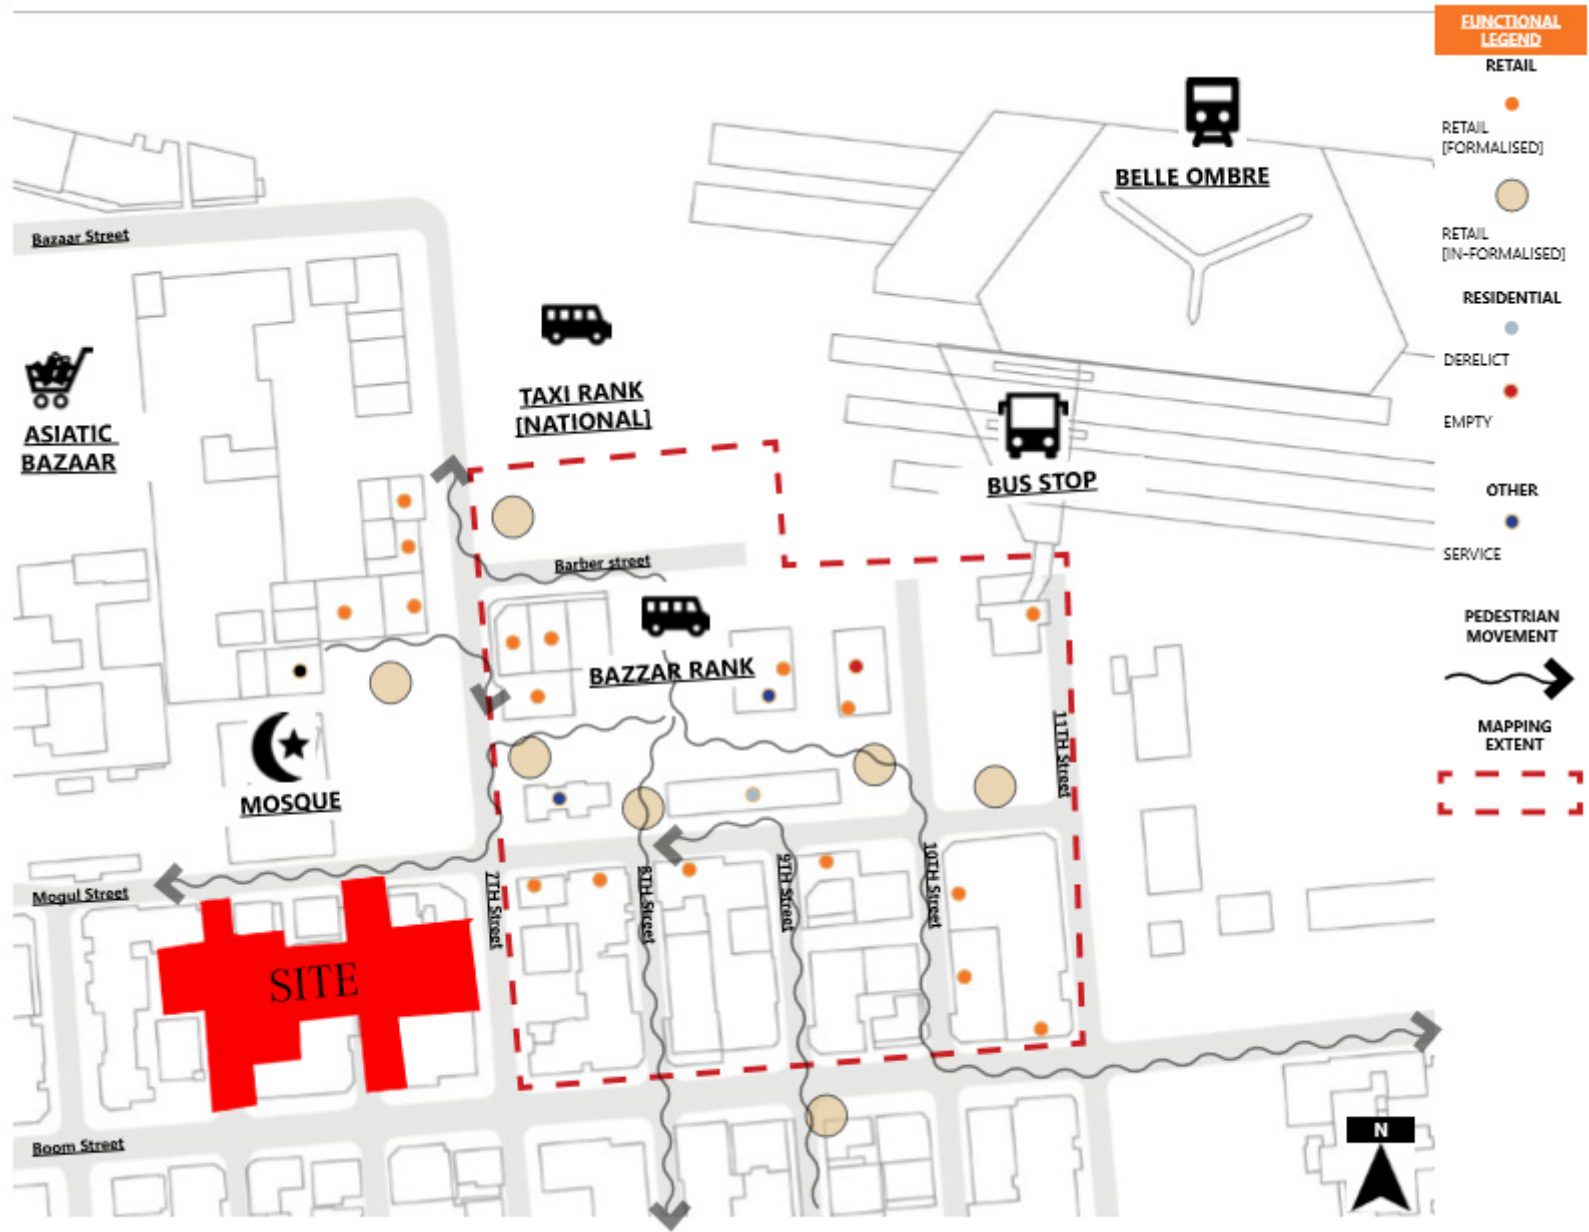 FUNCTIONAL
LEGEND
RETAIL
RETAIL
[FORMALISED]
RETAIL
[IN-FORMALISED]
RESIDENTIAL
DERELICT
EMPTY
OTHER
SERVICE
PEDESTRIAN
MOVEMENT
MAPPING
EXTENT
BELLE OMBRE
Bazaar Street
ASIATIC
BAZAAR
TAXI RANK
[NATIONAL]
BUS STOP
Barber street
BAZZAR RANK
11TH Street
MOSQUE
Mogul Street
7TH Street
8TH Street
9TH Street
10TH Street
SITE
Boom Street
N